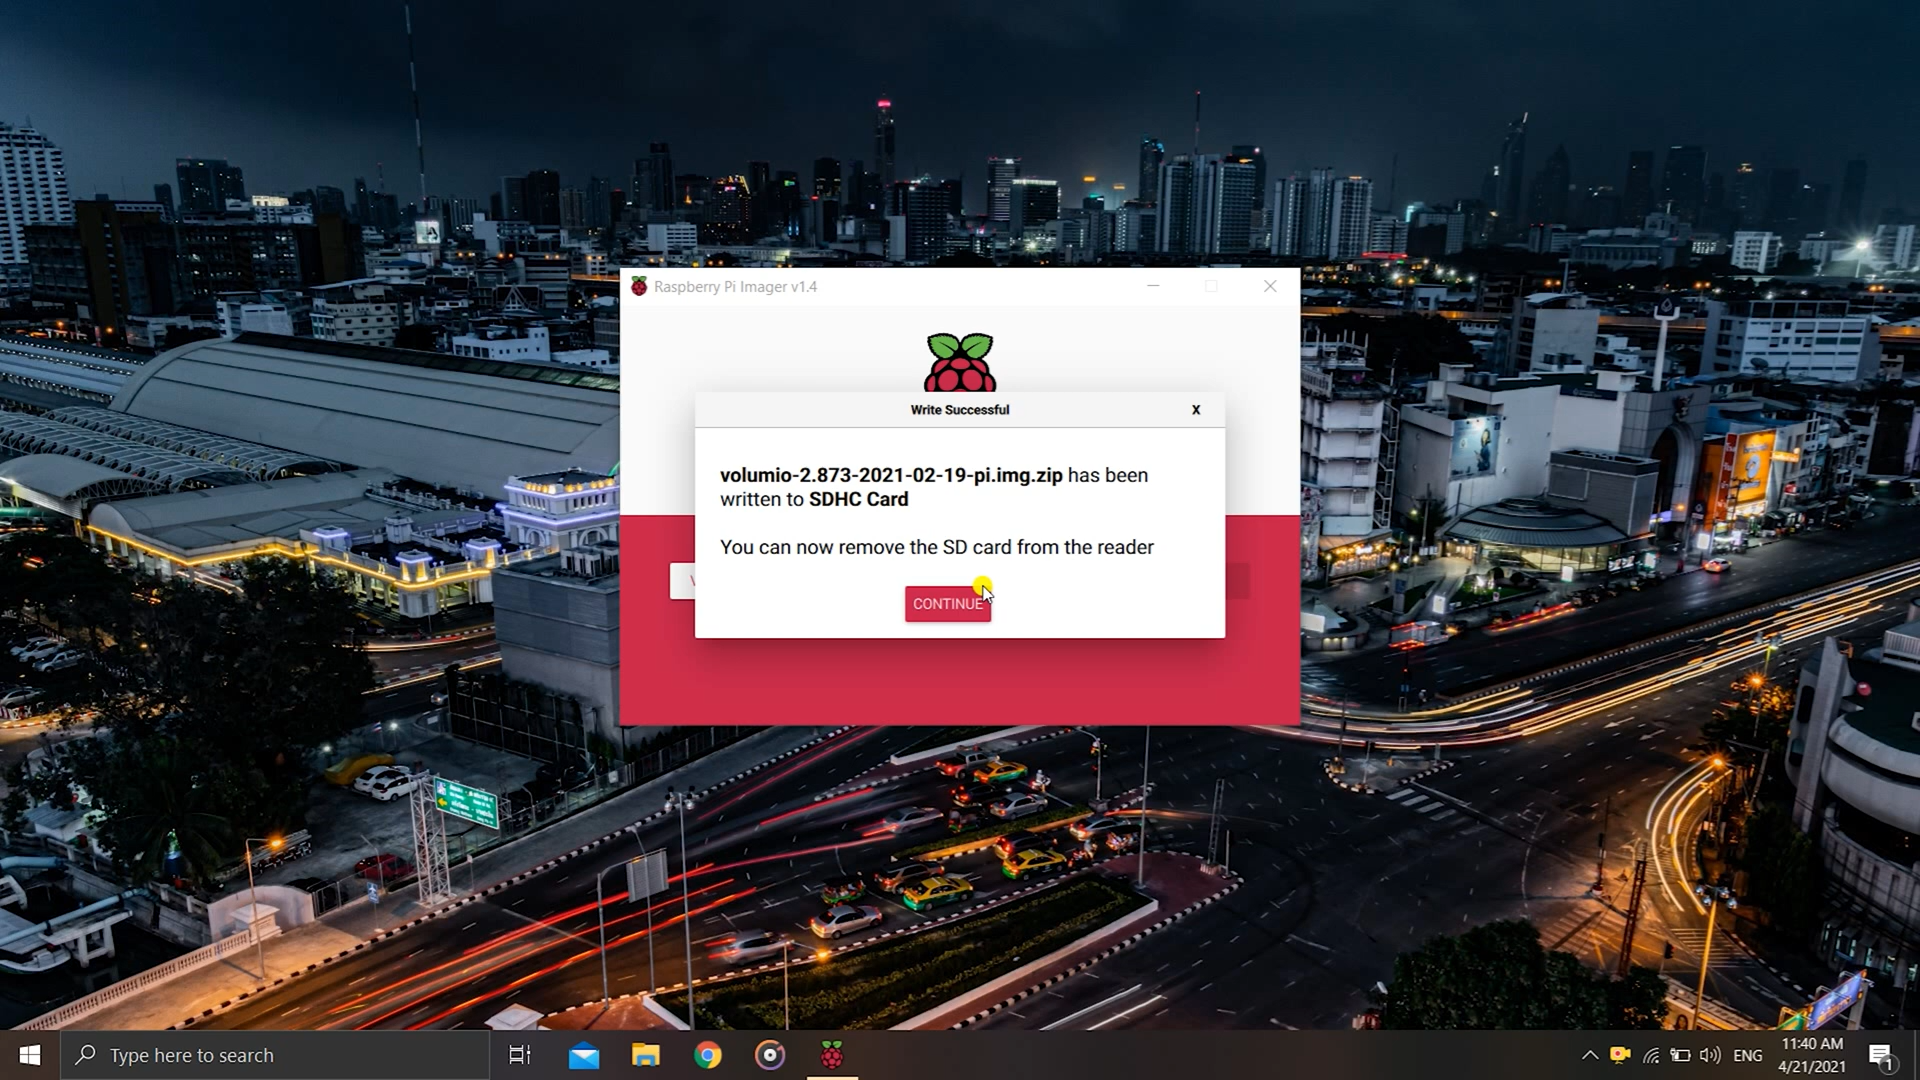 Raspberry Pi Imager v1.4
Write Successful
X
volumio-2.873-2021-02-19-pi.img.zip has been
written to SDHC Card
You can now remove the SD card from the reader
CONTINUE
Type here to search
ENG
11:40 AM
4/21/2021
1